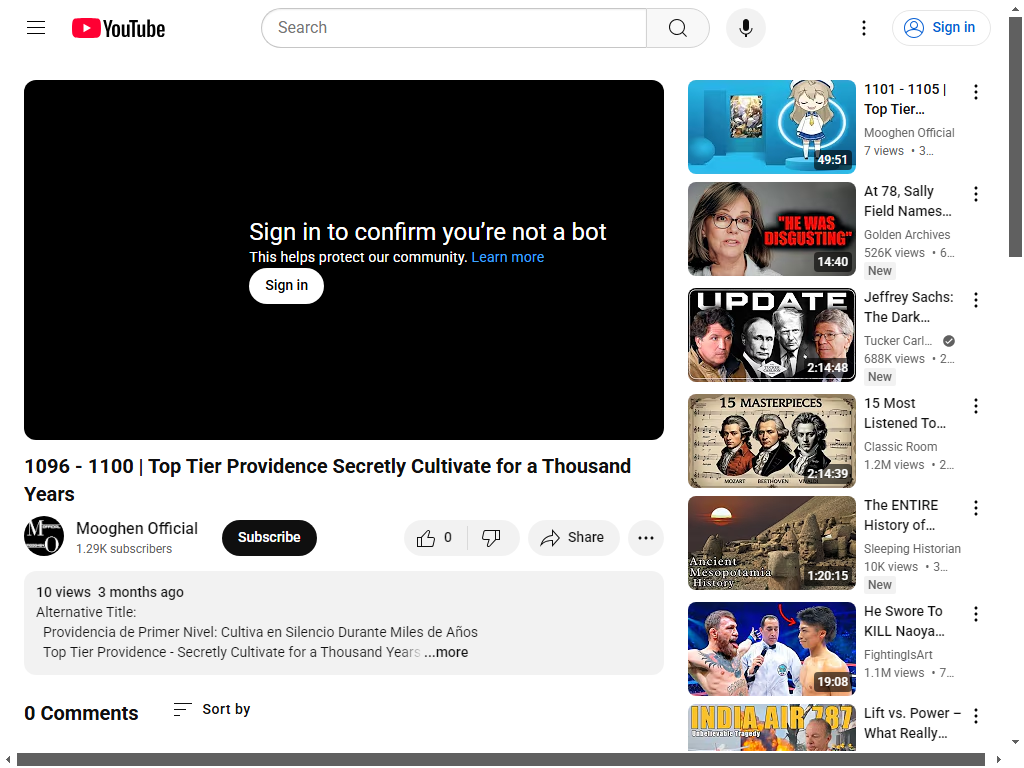 YouTube
Search
Sign in
Sign in to confirm you’re not a bot
This helps protect our community. Learn more
Sign in
1096 - 1100 | Top Tier Providence Secretly Cultivate for a Thousand
Years
Mooghen Official
1.29K subscribers
Subscribe
0
Share
10 views 3 months ago
Alternative Title:
Providencia de Primer Nivel: Cultiva en Silencio Durante Miles de Años
Top Tier Providence - Secretly Cultivate for a Thousand Years ...more
0 Comments
Sort by
49:51
1101 - 1105 |
Top Tier...
Mooghen Official
7 views • 3...
"HE WAS
DISGUSTING"
14:40
At 78, Sally
Field Names...
Golden Archives
526K views • 6...
New
UPDATE
2:14:48
Jeffrey Sachs:
The Dark...
Tucker Carl...
688K views • 2...
New
15 MASTERPIECES
MOZART BEETHOVEN VIVALDI
2:14:39
15 Most
Listened To...
Classic Room
1.2M views • 2...
Ancient
Mesopotamia
History
1:20:15
The ENTIRE
History of...
Sleeping Historian
10K views • 3...
New
19:08
He Swore To
KILL Naoya...
FightingIsArt
1.1M views • 7...
INDIA AIR 787
Unbelievable Tragedy
Lift vs. Power –
What Really...